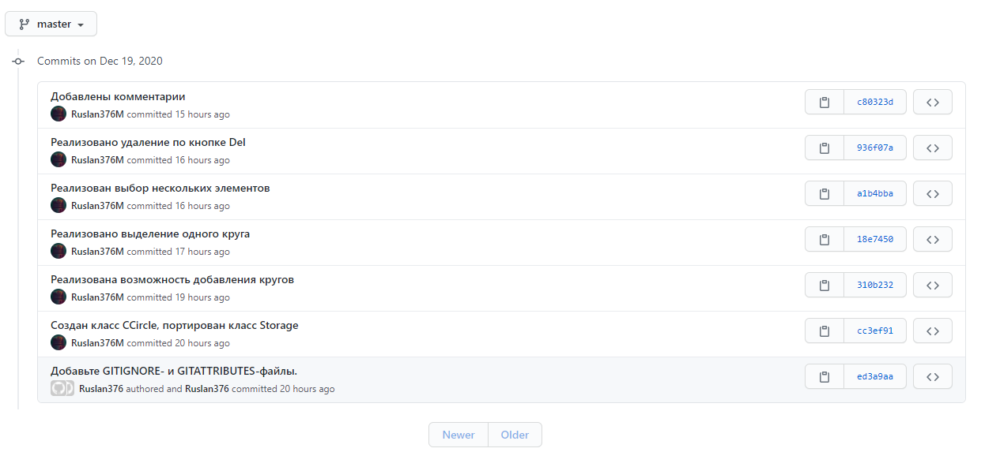 master
Commits on Dec 19, 2020
Добавлены комментарии
c80323d
Ruslan376M committed 15 hours ago
Реализовано удаление по кнопке Del
936f07a
Ruslan376M committed 16 hours ago
Реализован выбор нескольких элементов
a1b4bba
Ruslan376M committed 16 hours ago
Реализовано выделение одного круга
18e7450
Ruslan376M committed 17 hours ago
Реализована возможность добавления кругов
310b232
Ruslan376M committed 19 hours ago
Создан класс CCircle, портирован класс Storage
cc3ef91
Ruslan376M committed 20 hours ago
Добавьте GITIGNORE- и GITATTRIBUTES-файлы.
ed3a9aa
Ruslan376 authored and Ruslan376 committed 20 hours ago
Newer Older